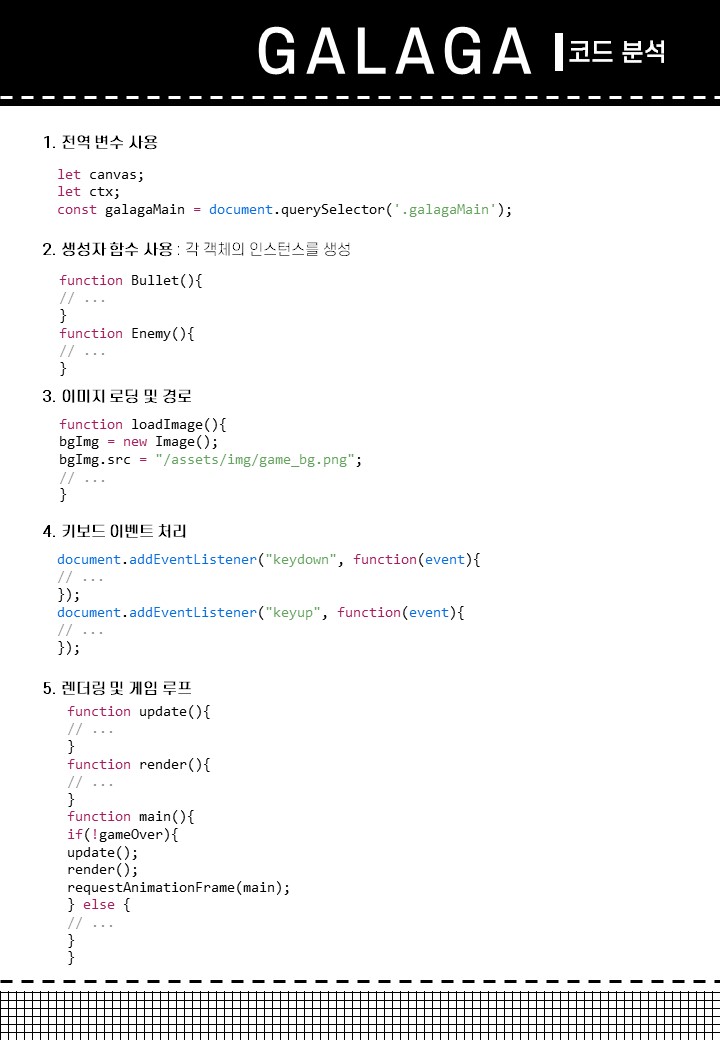 GALAGA 코드 분석
1. 전역 변수 사용
let canvas;
let ctx;
const galagaMain = document.querySelector('.galagaMain');
2. 생성자 함수 사용 : 각 객체의 인스턴스를 생성
function Bullet(){
// ...
}
function Enemy(){
// ...
}
3. 이미지 로딩 및 경로
function loadImage(){
bgImg = new Image();
bgImg.src = "/assets/img/game_bg.png";
// ...
}
4. 키보드 이벤트 처리
document.addEventListener("keydown", function(event){
// ...
});
document.addEventListener("keyup", function(event){
// ...
});
5. 렌더링 및 게임 루프
function update(){
// ...
}
function render(){
// ...
}
function main(){
if(!gameOver){
update();
render();
requestAnimationFrame(main);
} else {
// ...
}
}